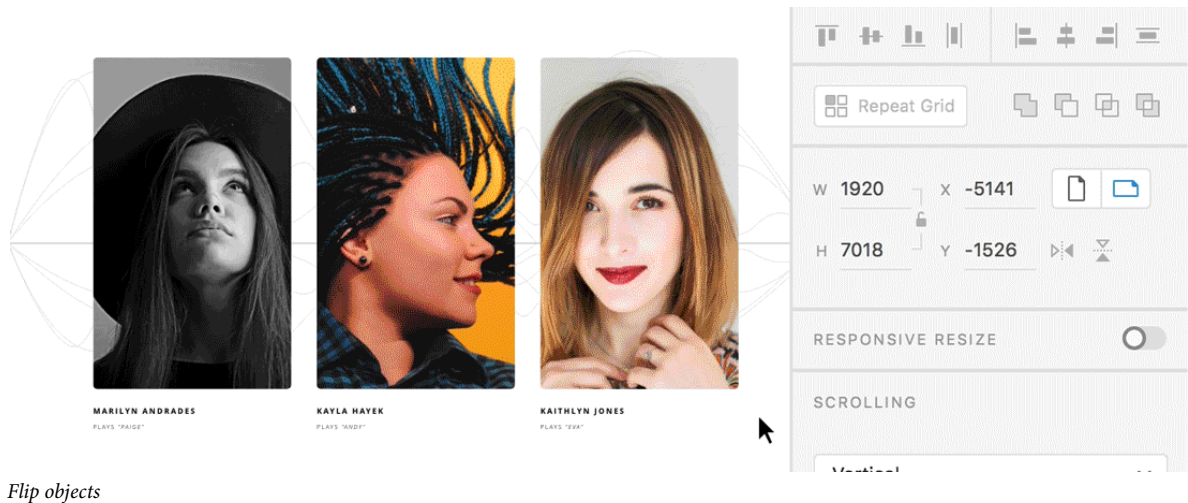 MARILYN ANDRADES
PLAYS "PAIGE"
KAYLA HAYEK
PLAYS "ANDY"
KAITHLYN JONES
PLAYS "EVA"
Repeat Grid
W 1920 X -5141
H 7018 Y -1526
RESPONSIVE RESIZE
SCROLLING
Vertical
Flip objects